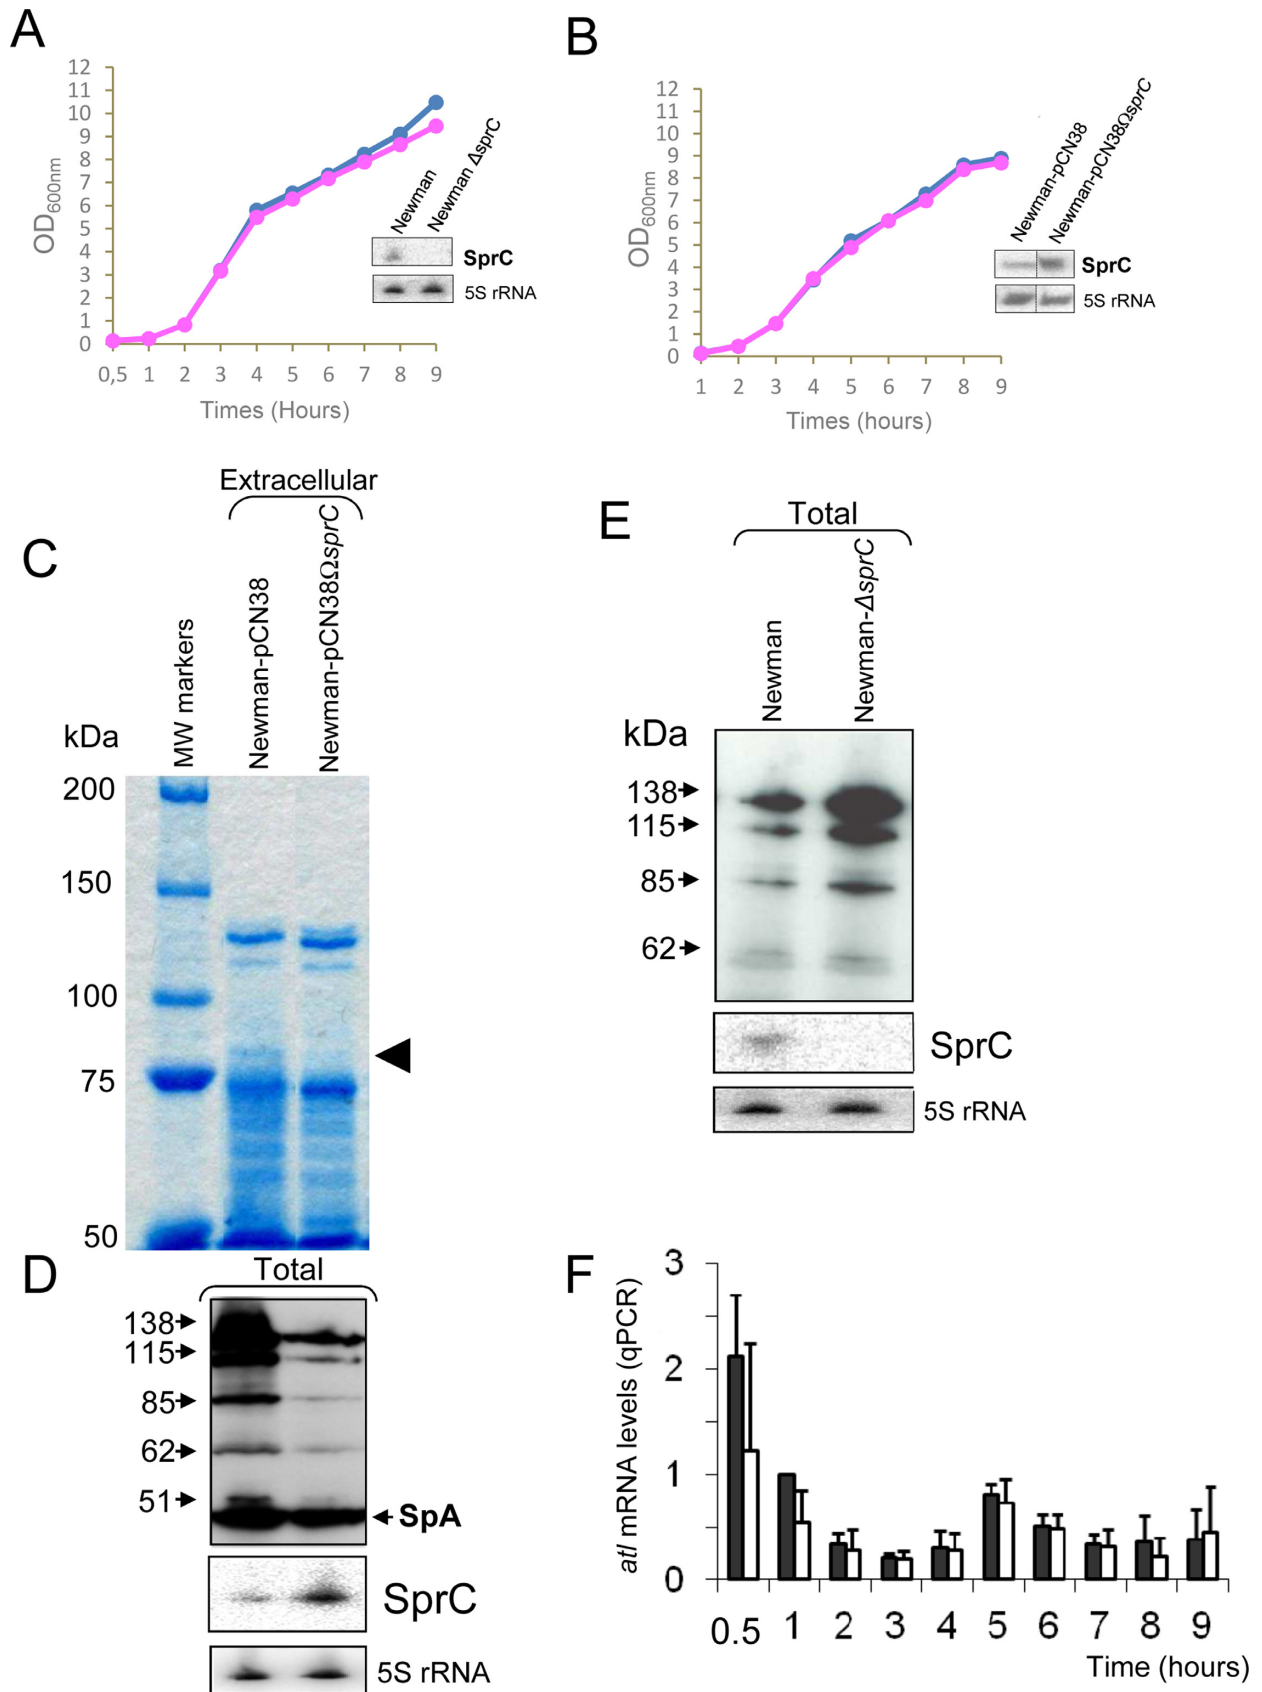 A
12
11
10
9
8
7
6
5
4
3
2
1
0
OD600nm
0,5 1 2 3 4 5 6 7 8 9
Times (Hours)
Newman
Newman ΔsprC
SprC
5S rRNA
B
12
11
10
9
8
7
6
5
4
3
2
1
0
OD600nm
1 2 3 4 5 6 7 8 9
Times (hours)
Newman-pCN38
Newman-pCN38ΩsprC
SprC
5S rRNA
C
Extracellular
MW markers
Newman-pCN38
Newman-pCN38ΩsprC
kDa
200
150
100
75
50
D
Total
138
115
85
62
51
SpA
SprC
5S rRNA
E
Total
Newman
Newman-ΔsprC
kDa
138
115
85
62
SprC
5S rRNA
F
atl mRNA levels (qPCR)
3
2
1
0
0.5 1 2 3 4 5 6 7 8 9
Time (hours)